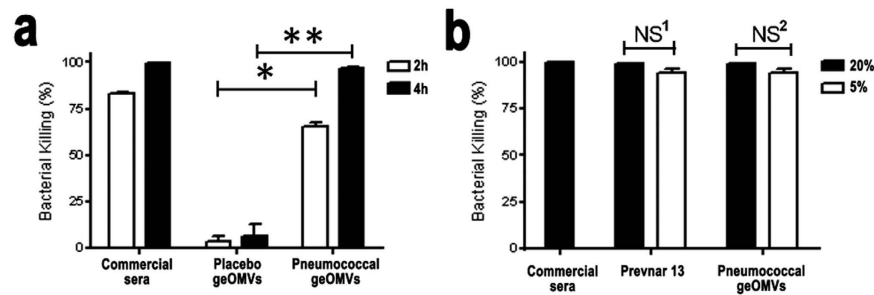 a
**
*
2h
4h
Bacterial Killing (%)
100
75
50
25
0
Commercial
sera
Placebo
geOMVs
Pneumococcal
geOMVs
b
NS1
NS2
20%
5%
Bacterial Killing (%)
100
75
50
25
0
Commercial
sera
Prevnar 13
Pneumococcal
geOMVs